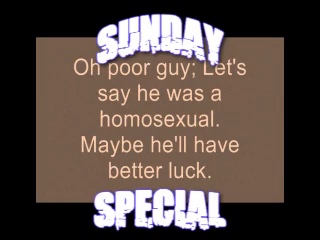 SUNDAY
Oh poor guy; Let's
say he was a
homosexual.
Maybe he'll have
better luck.
SPECIAL